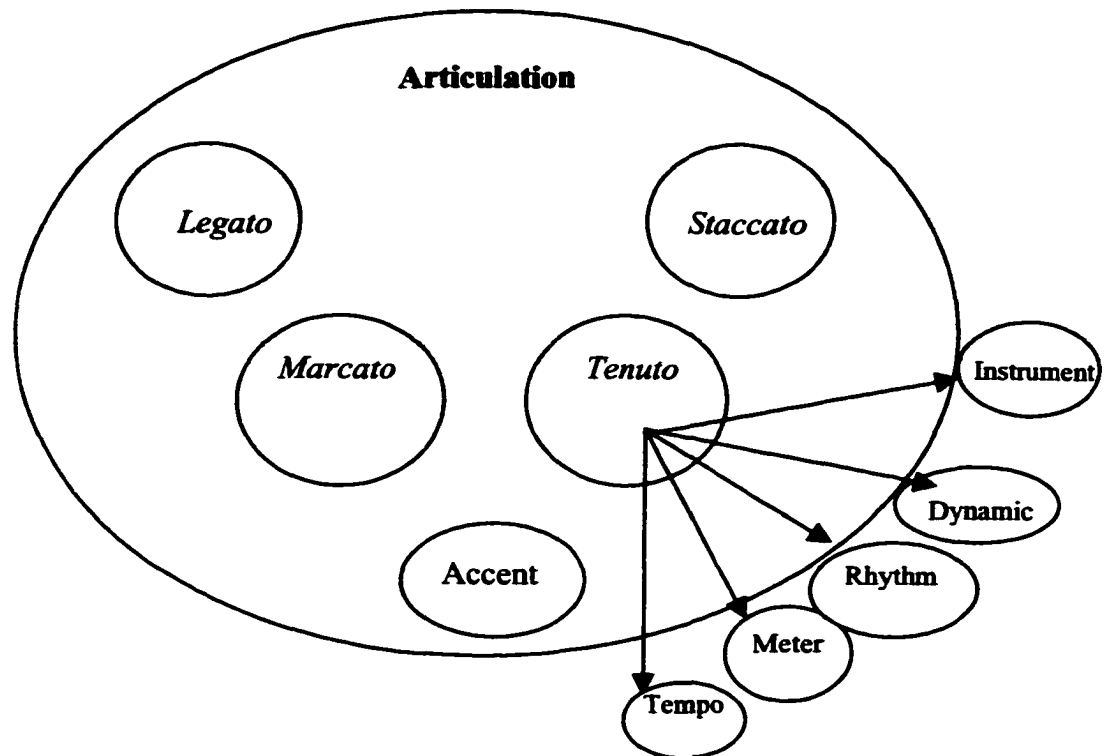 Articulation
Legato
Staccato
Marcato
Tenuto
Instrument
Dynamic
Accent
Rhythm
Meter
Tempo